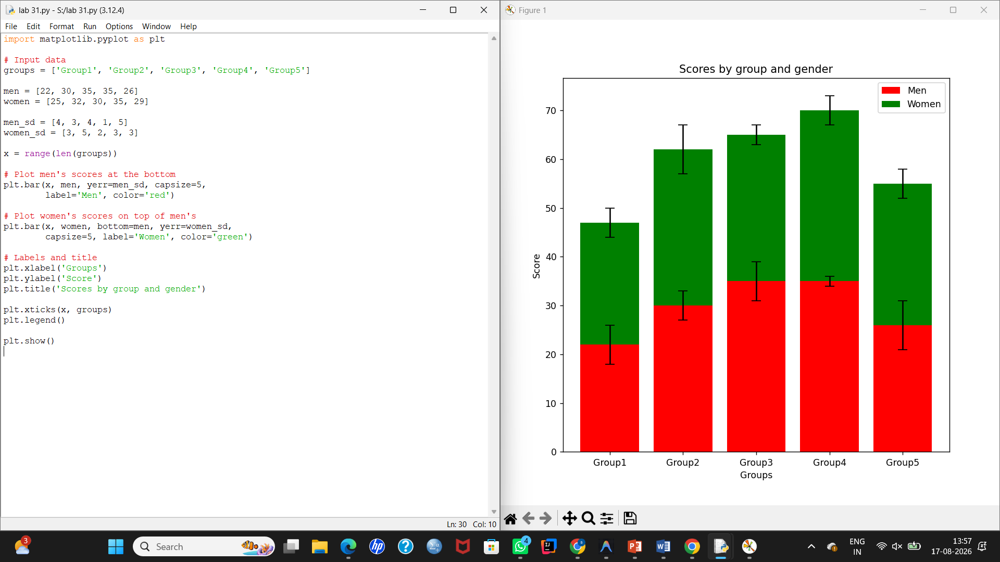 lab 31.py - S:/lab 31.py (3.12.4)
File Edit Format Run Options Window Help
import matplotlib.pyplot as plt
# Input data
groups = ['Group1', 'Group2', 'Group3', 'Group4', 'Group5']
men = [22, 30, 35, 35, 26]
women = [25, 32, 30, 35, 29]
men_sd = [4, 3, 4, 1, 5]
women_sd = [3, 5, 2, 3, 3]
x = range(len(groups))
# Plot men's scores at the bottom
plt.bar(x, men, yerr=men_sd, capsize=5,
        label='Men', color='red')
# Plot women's scores on top of men's
plt.bar(x, women, bottom=men, yerr=women_sd,
        capsize=5, label='Women', color='green')
# Labels and title
plt.xlabel('Groups')
plt.ylabel('Score')
plt.title('Scores by group and gender')
plt.xticks(x, groups)
plt.legend()
plt.show()
Ln: 30 Col: 10
Figure 1
Scores by group and gender
Men
Women
70
60
50
40
30
20
10
0
Score
Group1 Group2 Group3 Group4 Group5
Groups
3
Search
hp
4
IJ
S
P
W
ENG
IN
13:57
17-08-2026